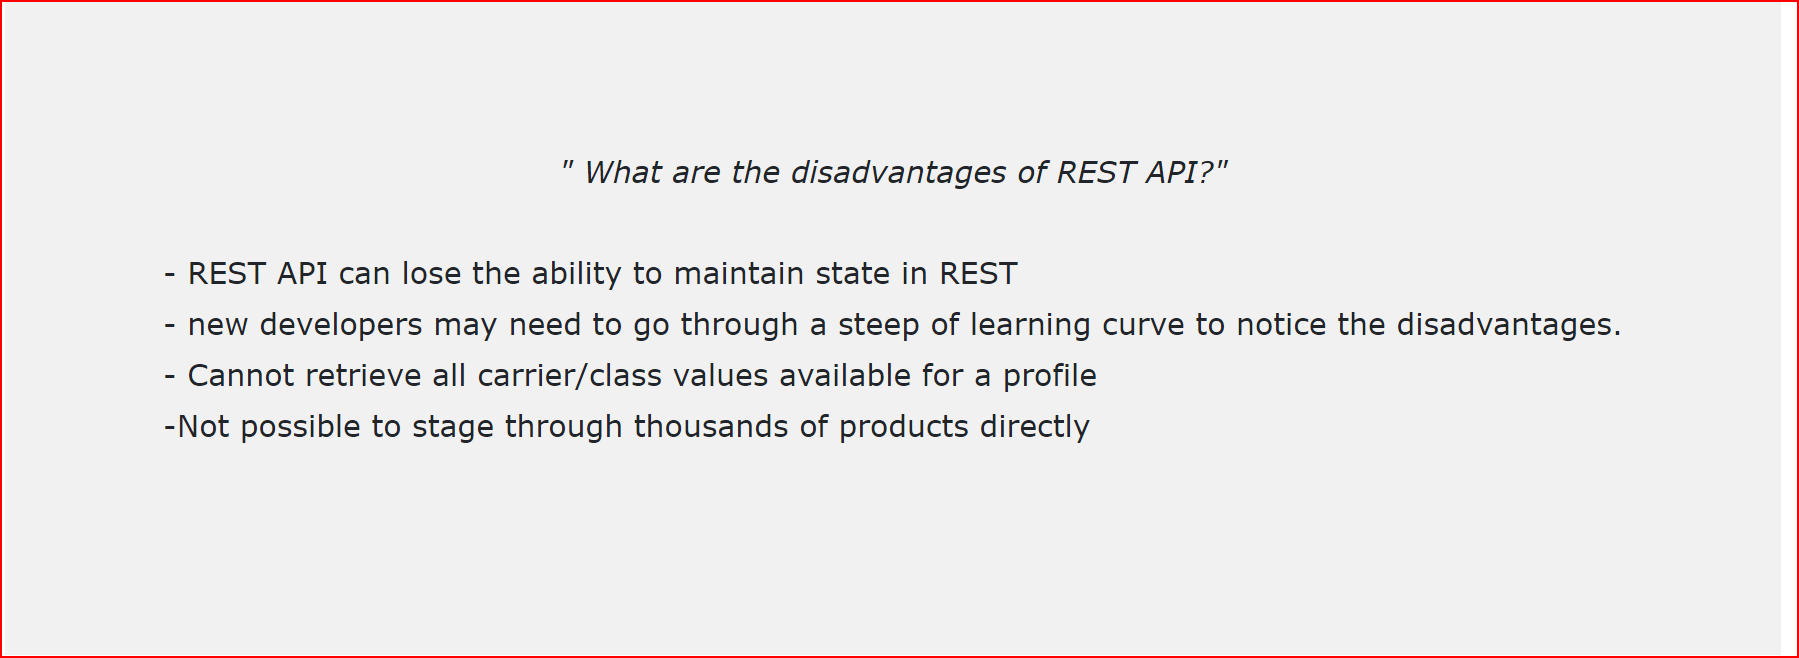 " What are the disadvantages of REST API?"
- REST API can lose the ability to maintain state in REST
- new developers may need to go through a steep of learning curve to notice the disadvantages.
- Cannot retrieve all carrier/class values available for a profile
-Not possible to stage through thousands of products directly